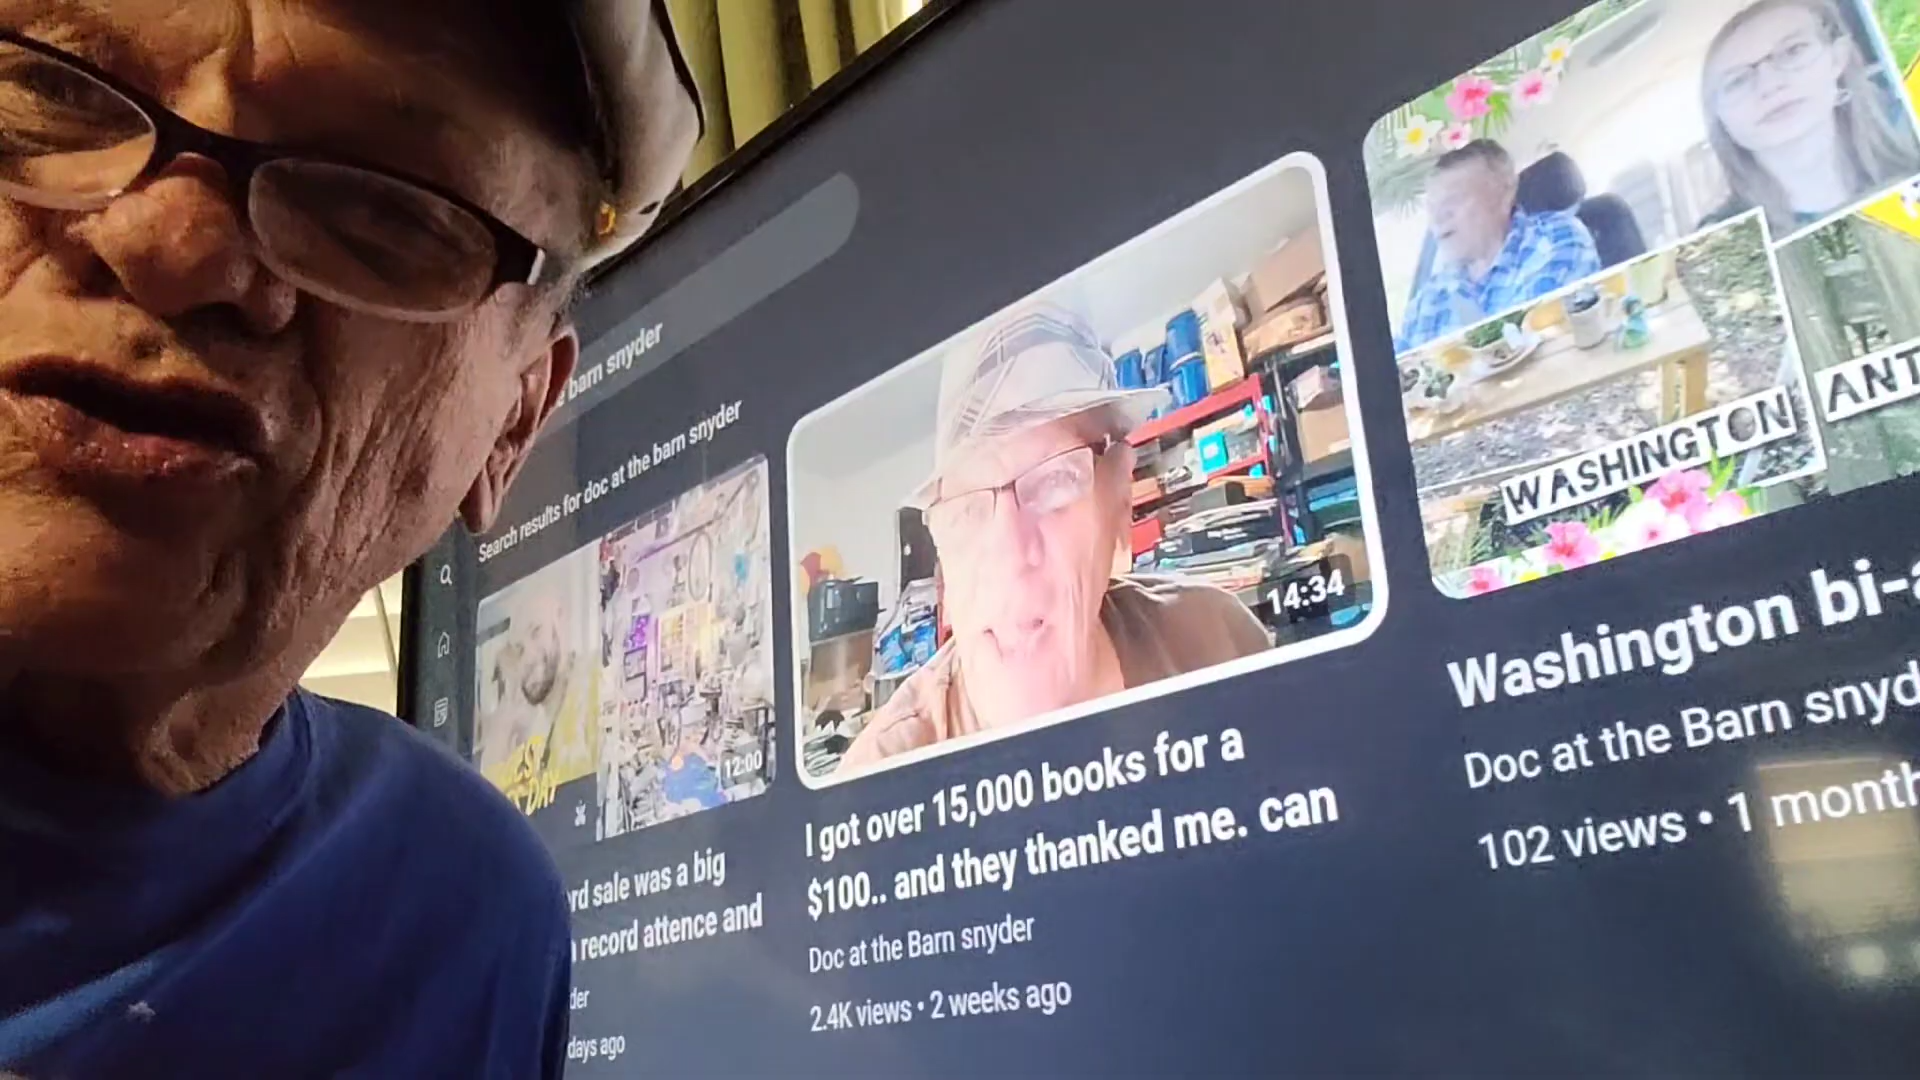 barn snyder
Search results for doc at the barn snyder
12:00
rd sale was a big
record attence and
der
days ago
14:34
I got over 15,000 books for a
$100.. and they thanked me. can
Doc at the Barn snyder
2.4K views • 2 weeks ago
WASHINGTON
ANT
Washington bi-a
Doc at the Barn snyd
102 views • 1 month